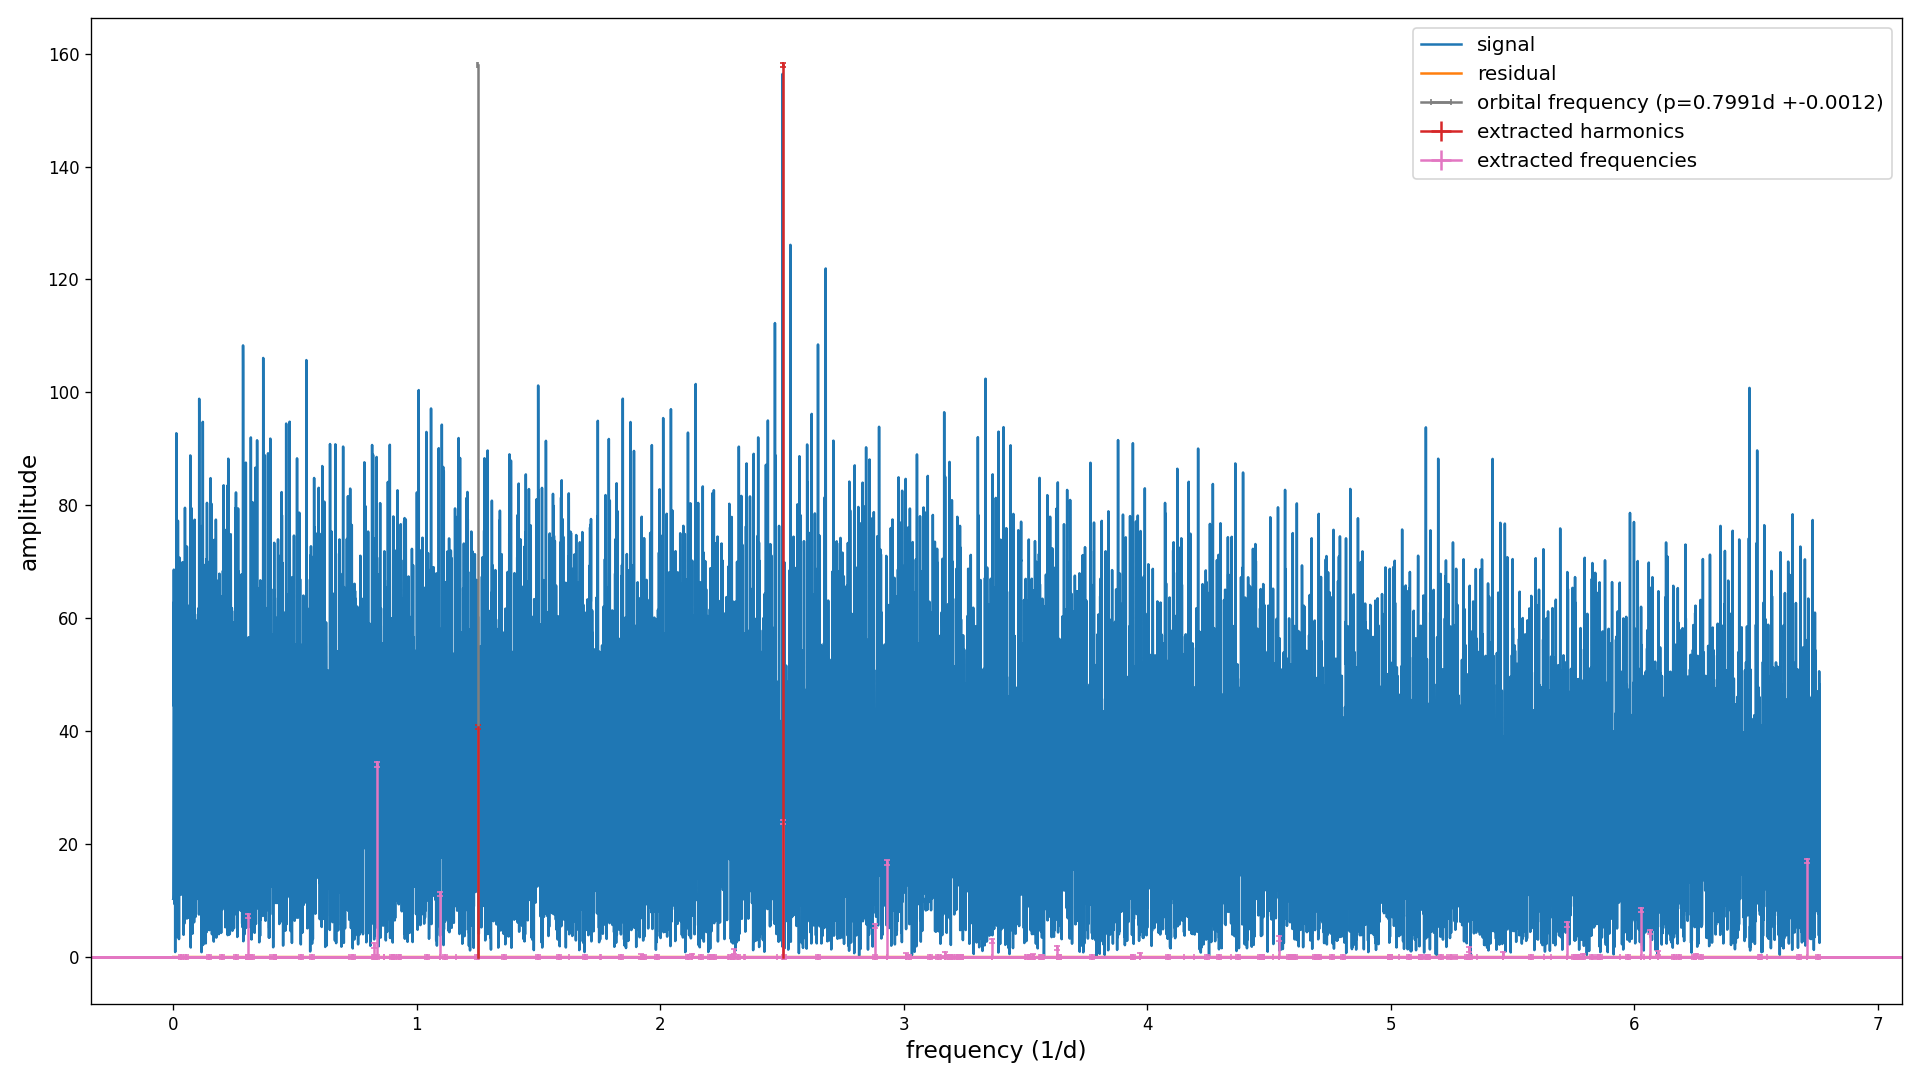 signal
residual
orbital frequency (p=0.7991d +-0.0012)
extracted harmonics
extracted frequencies
amplitude
160
140
120
100
80
60
40
20
0
0 1 2 3 4 5 6 7
frequency (1/d)